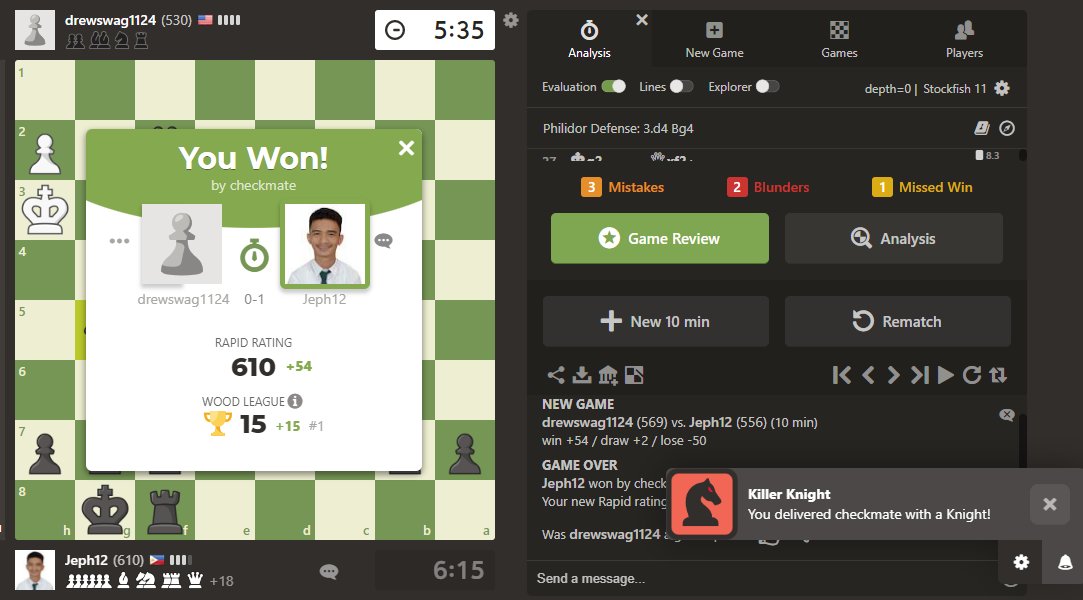 drewswag1124 (530)
5:35
Analysis
New Game
Games
Players
Evaluation
Lines
Explorer
depth=0 | Stockfish 11
Philidor Defense: 3.d4 Bg4
8.3
3 Mistakes
2 Blunders
1 Missed Win
Game Review
Analysis
New 10 min
Rematch
1
2
3
4
5
6
7
8
h
g
f
e
d
c
b
a
You Won!
by checkmate
drewswag1124
0-1
Jeph12
RAPID RATING
610 +54
WOOD LEAGUE
15 +15 #1
NEW GAME
drewswag1124 (569) vs. Jeph12 (556) (10 min)
win +54 / draw +2 / lose -50
GAME OVER
Jeph12 won by check
Your new Rapid rating
Was drewswag1124 a
Killer Knight
You delivered checkmate with a Knight!
Jeph12 (610)
+18
6:15
Send a message...